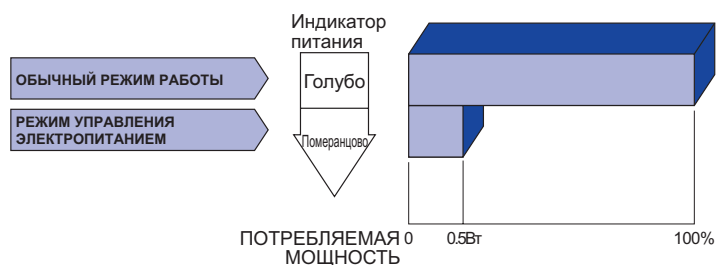 Индикатор
питания
ОБЫЧНЫЙ РЕЖИМ РАБОТЫ
Голубо
РЕЖИМ УПРАВЛЕНИЯ
ЭЛЕКТРОПИТАНИЕМ
Померанцово
ПОТРЕБЛЯЕМАЯ
МОЩНОСТЬ
0 0.5Вт 100%